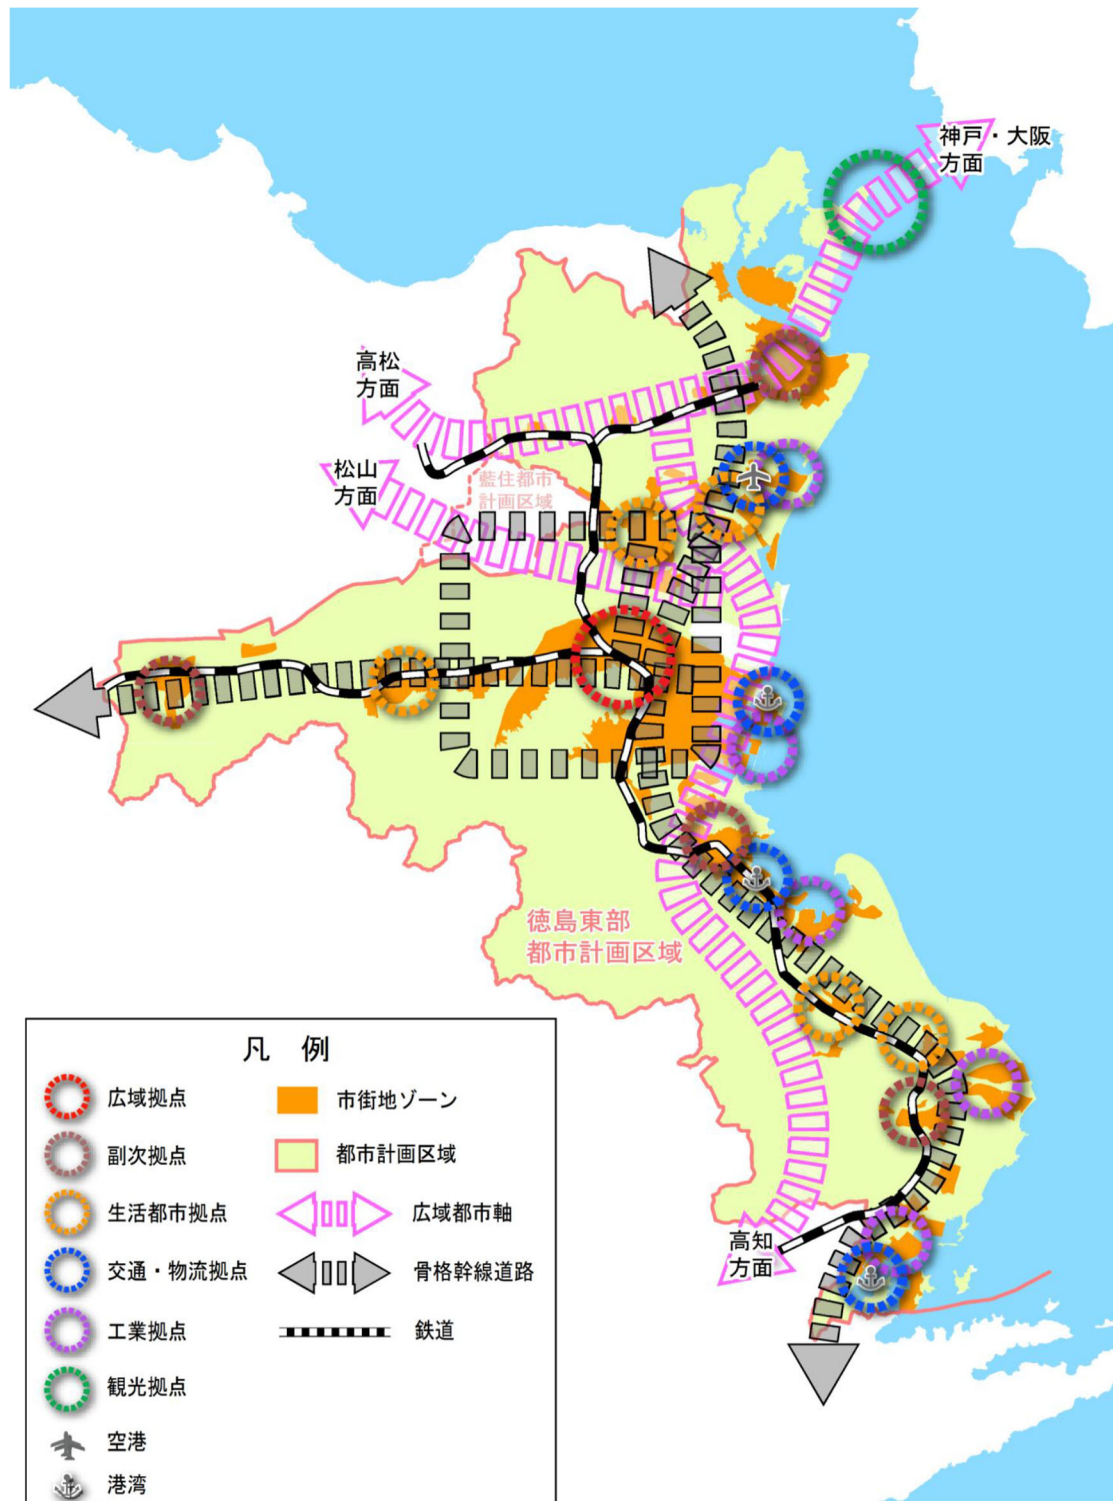 神戸・大阪
方面
高松
方面
松山
方面
藍住都市
計画区域
徳島東部
都市計画区域
高知
方面
凡 例
広域拠点
副次拠点
生活都市拠点
交通・物流拠点
工業拠点
観光拠点
空港
港湾
市街地ゾーン
都市計画区域
広域都市軸
骨格幹線道路
鉄道